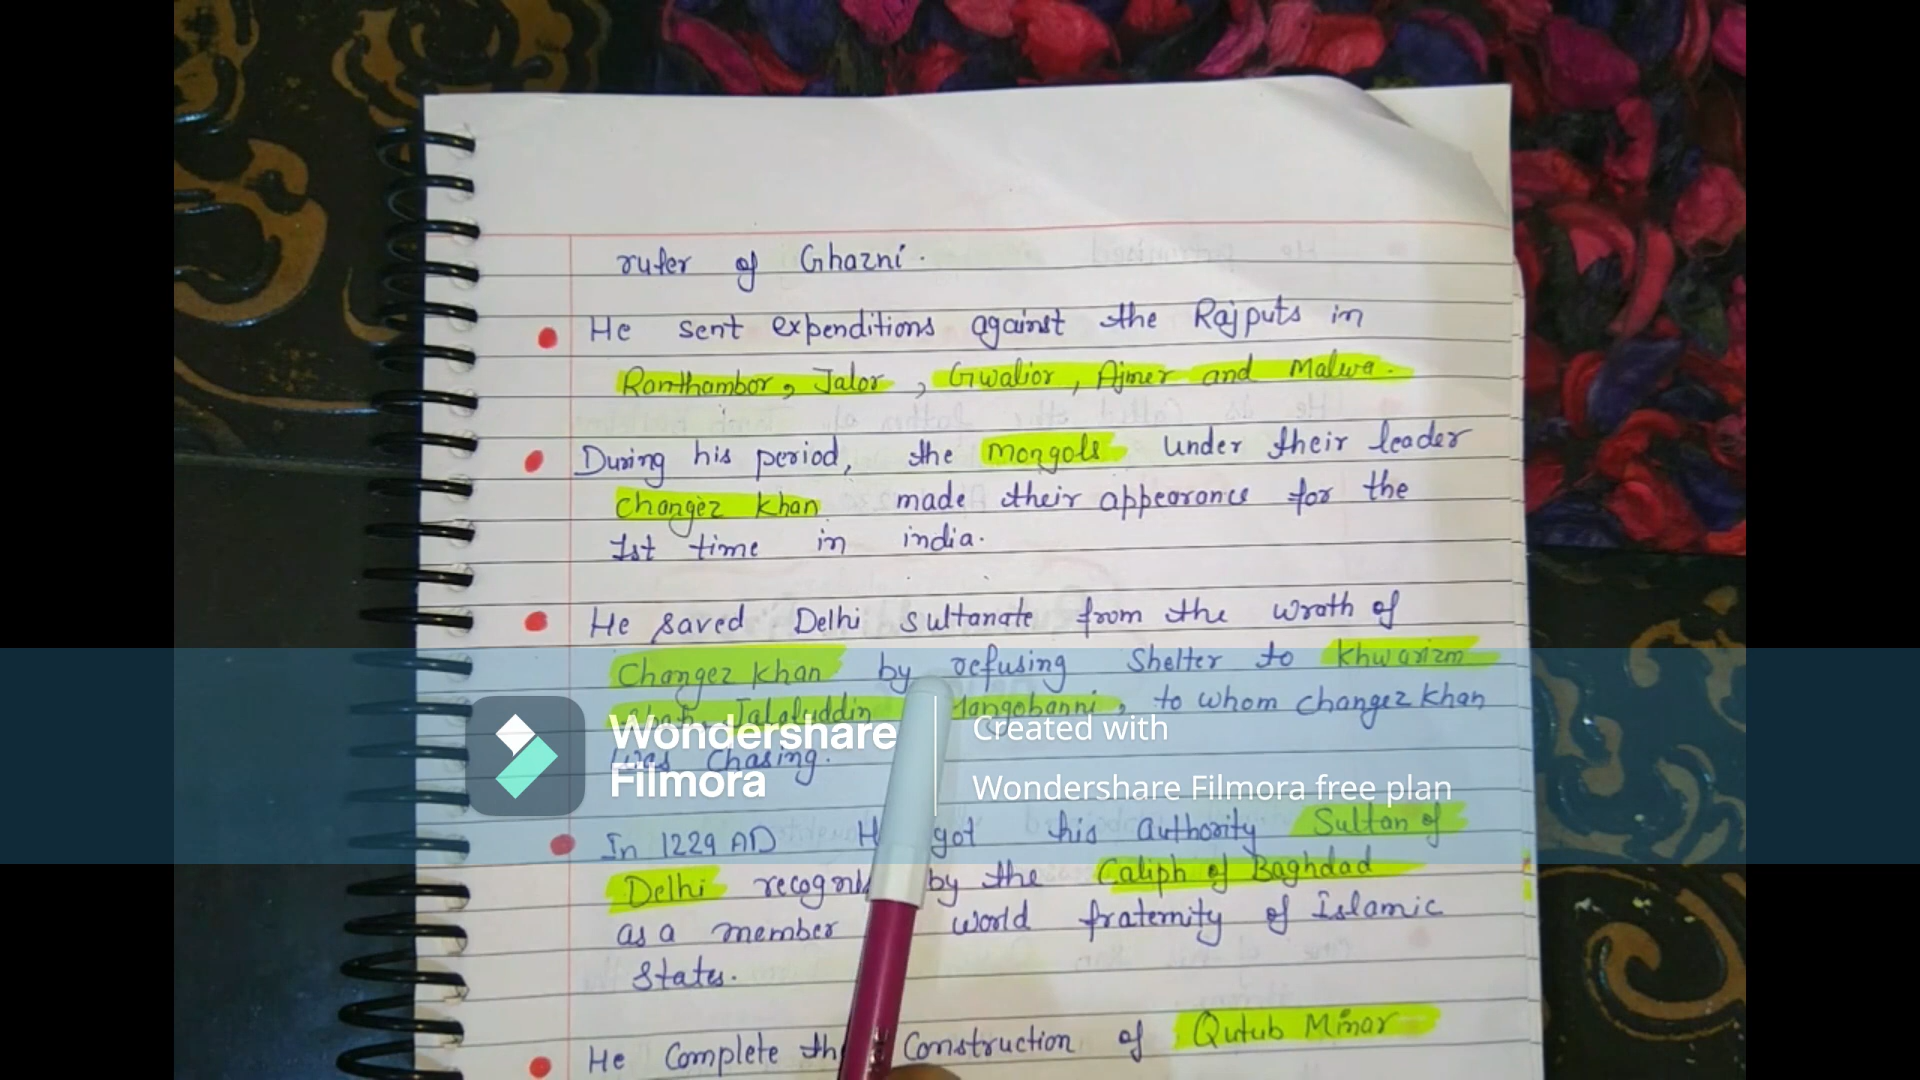 ruler of Ghazni.
He sent expenditions against the Rajputs in
Ranthambor, Jalor, Gwalior, Ajmer and Malwa.
During his period, the Mongols under their leader
Changez Khan made their appearance for the
1st time in india.
He saved Delhi sultanate from the wrath of
Changez Khan by refusing Shelter to Khwarizm
Shah Jalaluddin Mangobanni, to whom changez khan
was chasing.
Wondershare
Filmora
Created with
Wondershare Filmora free plan
In 1229 AD got his authority Sultan of
Delhi by the Caliph of Baghdad
as a member world fraternity of Islamic
States.
He Complete Construction of Qutub Minar